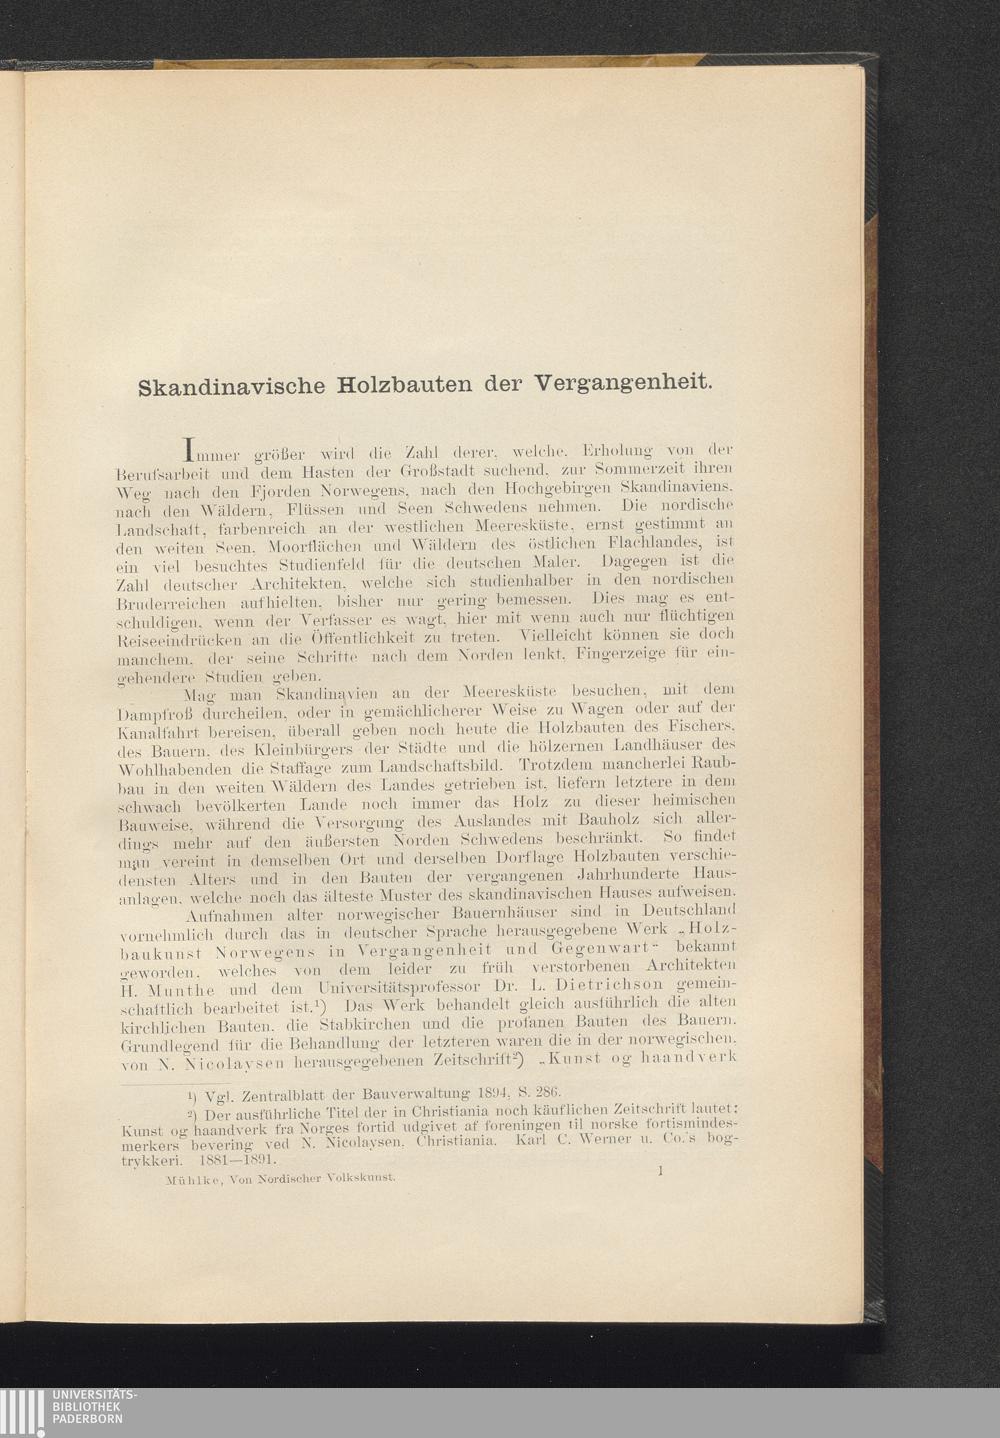 Skandinavische Holzbauten der Vergangenheit.
Immer größer wird die Zahl derer, welche, Erholung von der
Berufsarbeit und dem Hasten der Großstadt suchend, zur Sommerzeit ihren
Weg nach den Fjorden Norwegens, nach den Hochgebirgen Skandinaviens,
nach den Wäldern, Flüssen und Seen Schwedens nehmen. Die nordische
Landschaft, farbenreich an der westlichen Meeresküste, ernst gestimmt an
den weiten Seen, Moorflächen und Wäldern des östlichen Flachlandes, ist
ein viel besuchtes Studienfeld für die deutschen Maler. Dagegen ist die
Zahl deutscher Architekten, welche sich studienhalber in den nordischen
Bruderreichen aufhielten, bisher nur gering bemessen. Dies mag es ent-
schuldigen, wenn der Verfasser es wagt, hier mit wenn auch nur flüchtigen
Reiseeindrücken an die Öffentlichkeit zu treten. Vielleicht können sie doch
manchem, der seine Schritte nach dem Norden lenkt, Fingerzeige für ein-
gehendere Studien geben.
Mag man Skandinavien an der Meeresküste besuchen, mit dem
Dampfroß durcheilen, oder in gemächlicherer Weise zu Wagen oder auf der
Kanalfahrt bereisen, überall geben noch heute die Holzbauten des Fischers,
des Bauern, des Kleinbürgers der Städte und die hölzernen Landhäuser des
Wohlhabenden die Staffage zum Landschaftsbild. Trotzdem mancherlei Raub-
bau in den weiten Wäldern des Landes getrieben ist, liefern letztere in dem
schwach bevölkerten Lande noch immer das Holz zu dieser heimischen
Bauweise, während die Versorgung des Auslandes mit Bauholz sich aller-
dings mehr auf den äußersten Norden Schwedens beschränkt. So findet
man vereint in demselben Ort und derselben Dorflage Holzbauten verschie-
densten Alters und in den Bauten der vergangenen Jahrhunderte Haus-
anlagen, welche noch das älteste Muster des skandinavischen Hauses aufweisen.
Aufnahmen alter norwegischer Bauernhäuser sind in Deutschland
vornehmlich durch das in deutscher Sprache herausgegebene Werk „Holz-
baukunst Norwegens in Vergangenheit und Gegenwart“ bekannt
geworden, welches von dem leider zu früh verstorbenen Architekten
H. Munthe und dem Universitätsprofessor Dr. L. Dietrichson gemein-
schaftlich bearbeitet ist.¹) Das Werk behandelt gleich ausführlich die alten
kirchlichen Bauten, die Stabkirchen und die profanen Bauten des Bauern.
Grundlegend für die Behandlung der letzteren waren die in der norwegischen,
von N. Nicolaysen herausgegebenen Zeitschrift²) „Kunst og haandverk
¹) Vgl. Zentralblatt der Bauverwaltung 1894, S. 286.
²) Der ausführliche Titel der in Christiania noch käuflichen Zeitschrift lautet:
Kunst og haandverk fra Norges fortid udgivet af foreningen til norske fortismindes-
merkers bevering ved N. Nicolaysen, Christiania. Karl C. Werner u. Co.'s bog-
trykkeri. 1881—1891.
Mühlke, Von Nordischer Volkskunst. 1
UNIVERSITÄTS-
BIBLIOTHEK
PADERBORN